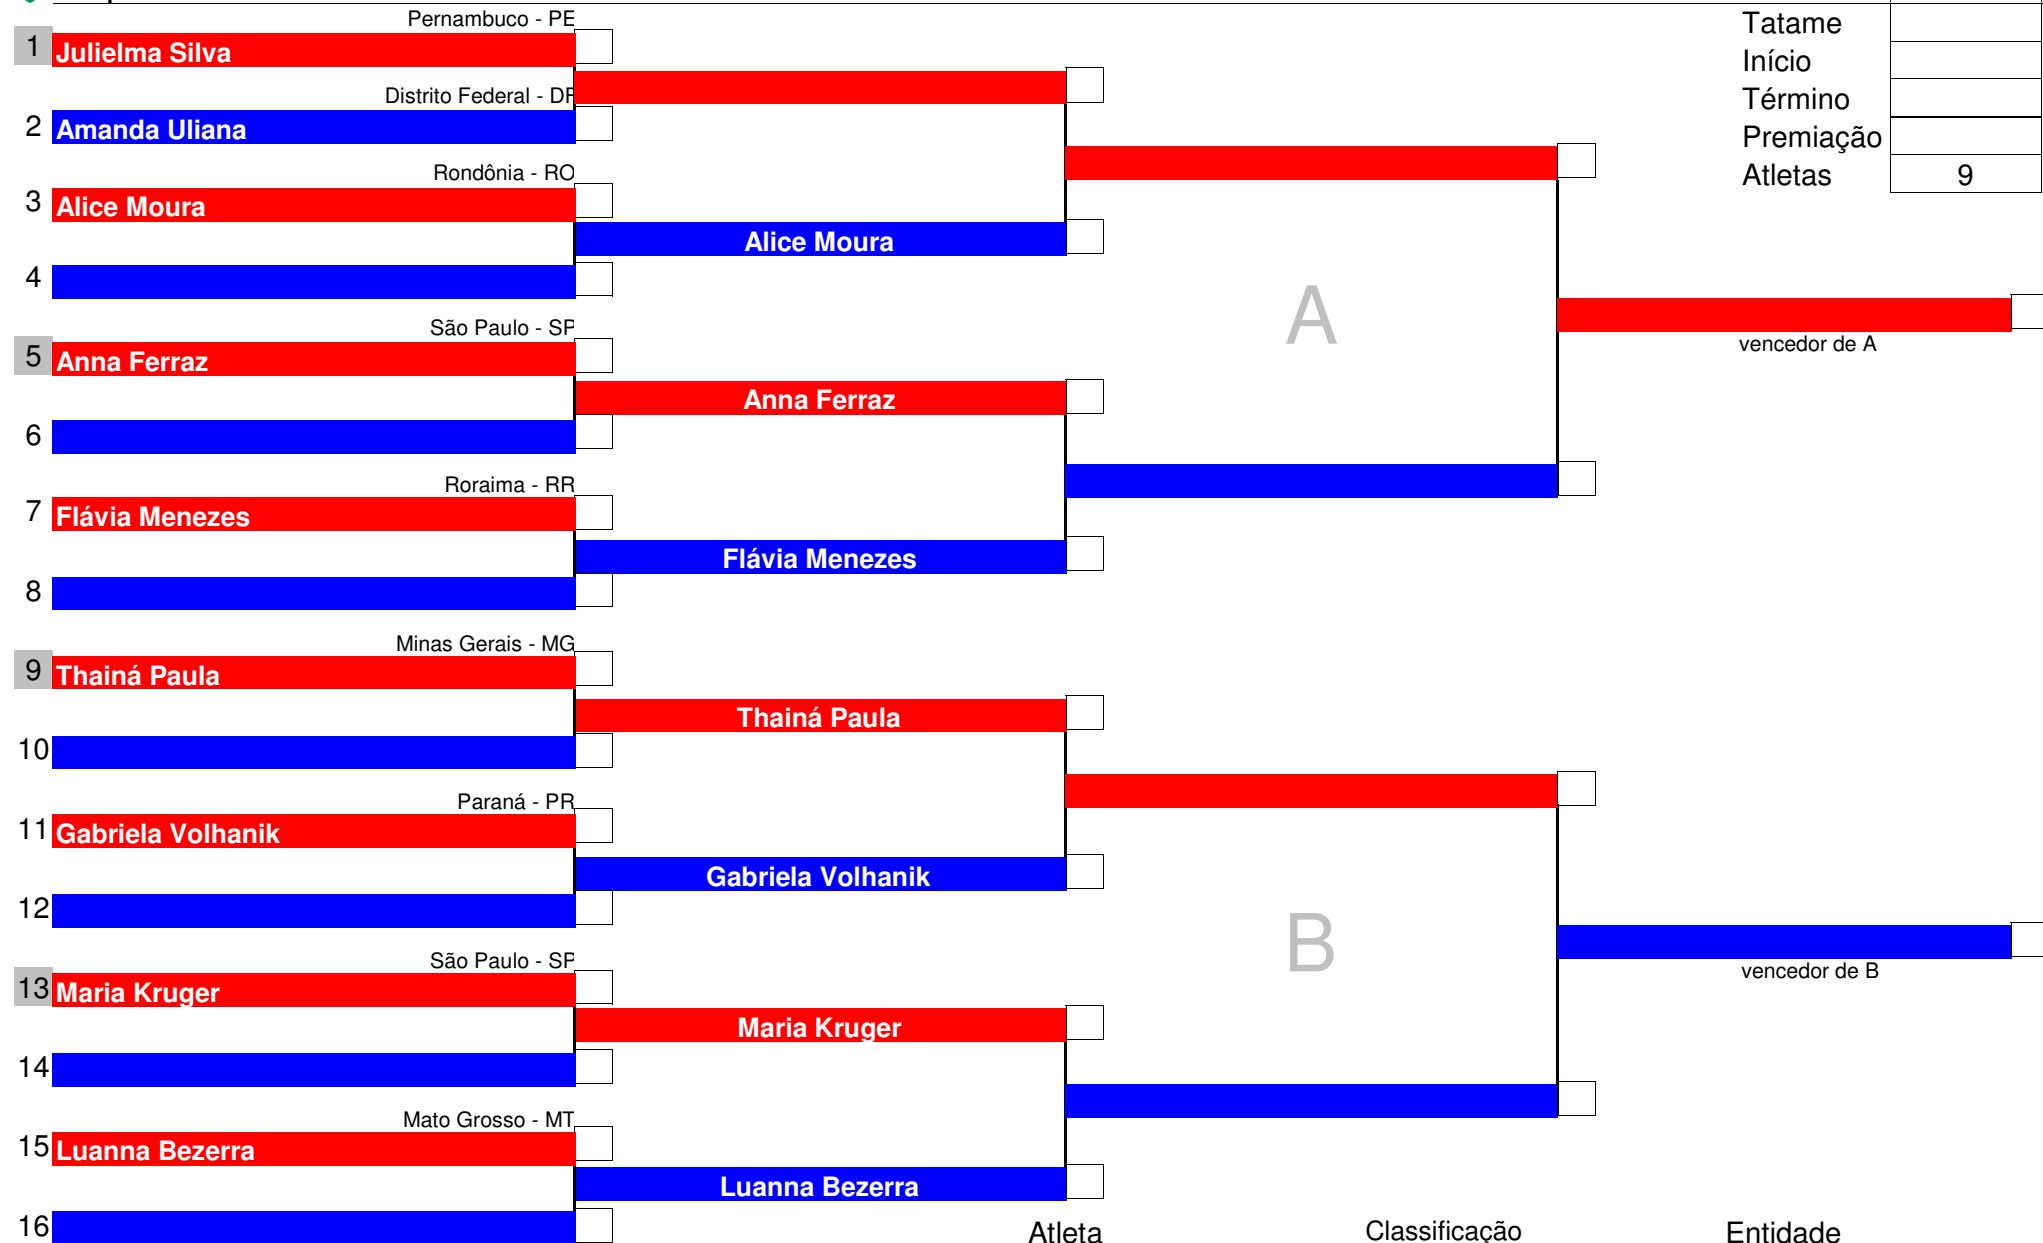 Pernambuco - PE
1 Julielma Silva
Distrito Federal - DF
2 Amanda Uliana
Rondônia - RO
3 Alice Moura
Alice Moura
4
São Paulo - SP
5 Anna Ferraz
Anna Ferraz
6
Roraima - RR
7 Flávia Menezes
Flávia Menezes
8
Minas Gerais - MG
9 Thainá Paula
Thainá Paula
10
Paraná - PR
11 Gabriela Volhanik
Gabriela Volhanik
12
São Paulo - SP
13 Maria Kruger
Maria Kruger
14
Mato Grosso - MT
15 Luanna Bezerra
Luanna Bezerra
16
A
B
Tatame
Início
Término
Premiação
Atletas 9
vencedor de A
vencedor de B
Atleta Classificação Entidade